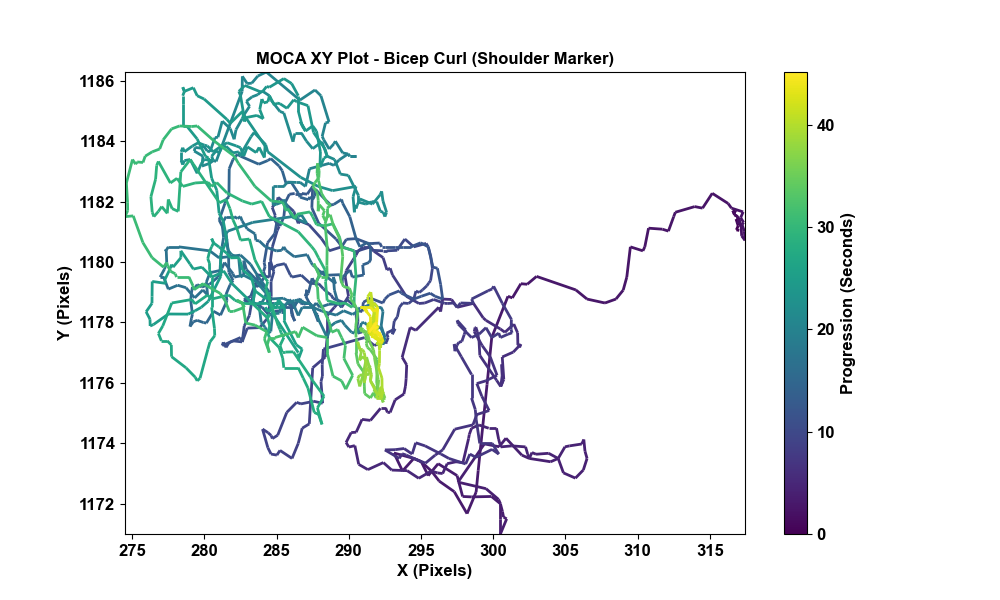 MOCA XY Plot - Bicep Curl (Shoulder Marker)
1186
1184
1182
1180
1178
1176
1174
1172
Y (Pixels)
275 280 285 290 295 300 305 310 315
X (Pixels)
40
30
20
10
0
Progression (Seconds)